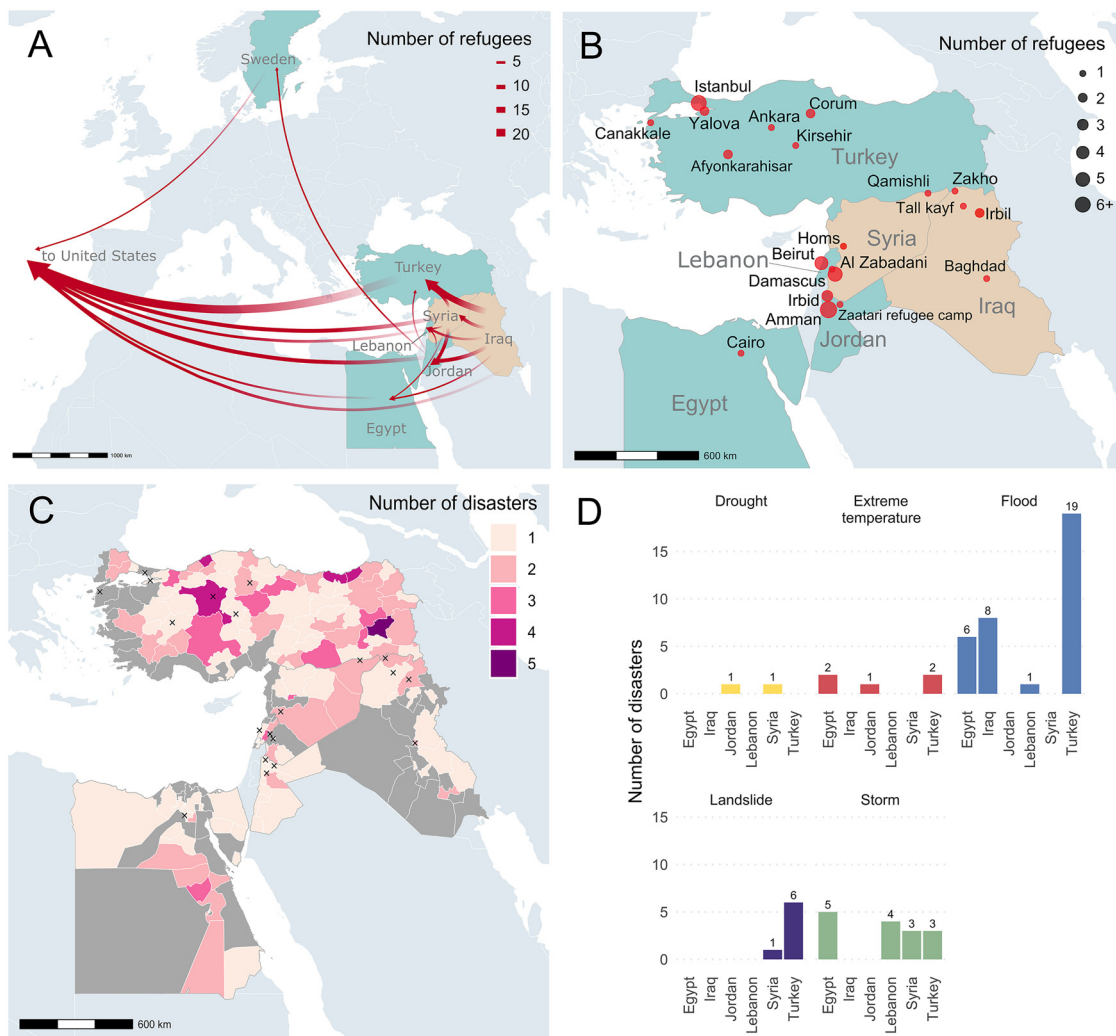 A
Number of refugees
5
10
15
20
Sweden
to United States
Turkey
Syria
Lebanon
Iraq
Jordan
Egypt
1000 km
B
Number of refugees
1
2
3
4
5
6+
Istanbul
Yalova
Corum
Ankara
Canakkale
Kirsehir
Afyonkarahisar
Turkey
Qamishli
Zakho
Tall kayf
Irbil
Homs
Syria
Beirut
Lebanon
Al Zabadani
Damascus
Baghdad
Irbid
Zaatari refugee camp
Iraq
Amman
Jordan
Cairo
Egypt
600 km
C
Number of disasters
1
2
3
4
5
600 km
D
Number of disasters
Drought
Extreme
temperature
Flood
15
10
5
0
1
1
2
1
2
6
8
1
19
Egypt
Iraq
Jordan
Lebanon
Syria
Turkey
Egypt
Iraq
Jordan
Lebanon
Syria
Turkey
Egypt
Iraq
Jordan
Lebanon
Syria
Turkey
Landslide
Storm
15
10
5
0
1
6
5
4
3
3
Egypt
Iraq
Jordan
Lebanon
Syria
Turkey
Egypt
Iraq
Jordan
Lebanon
Syria
Turkey